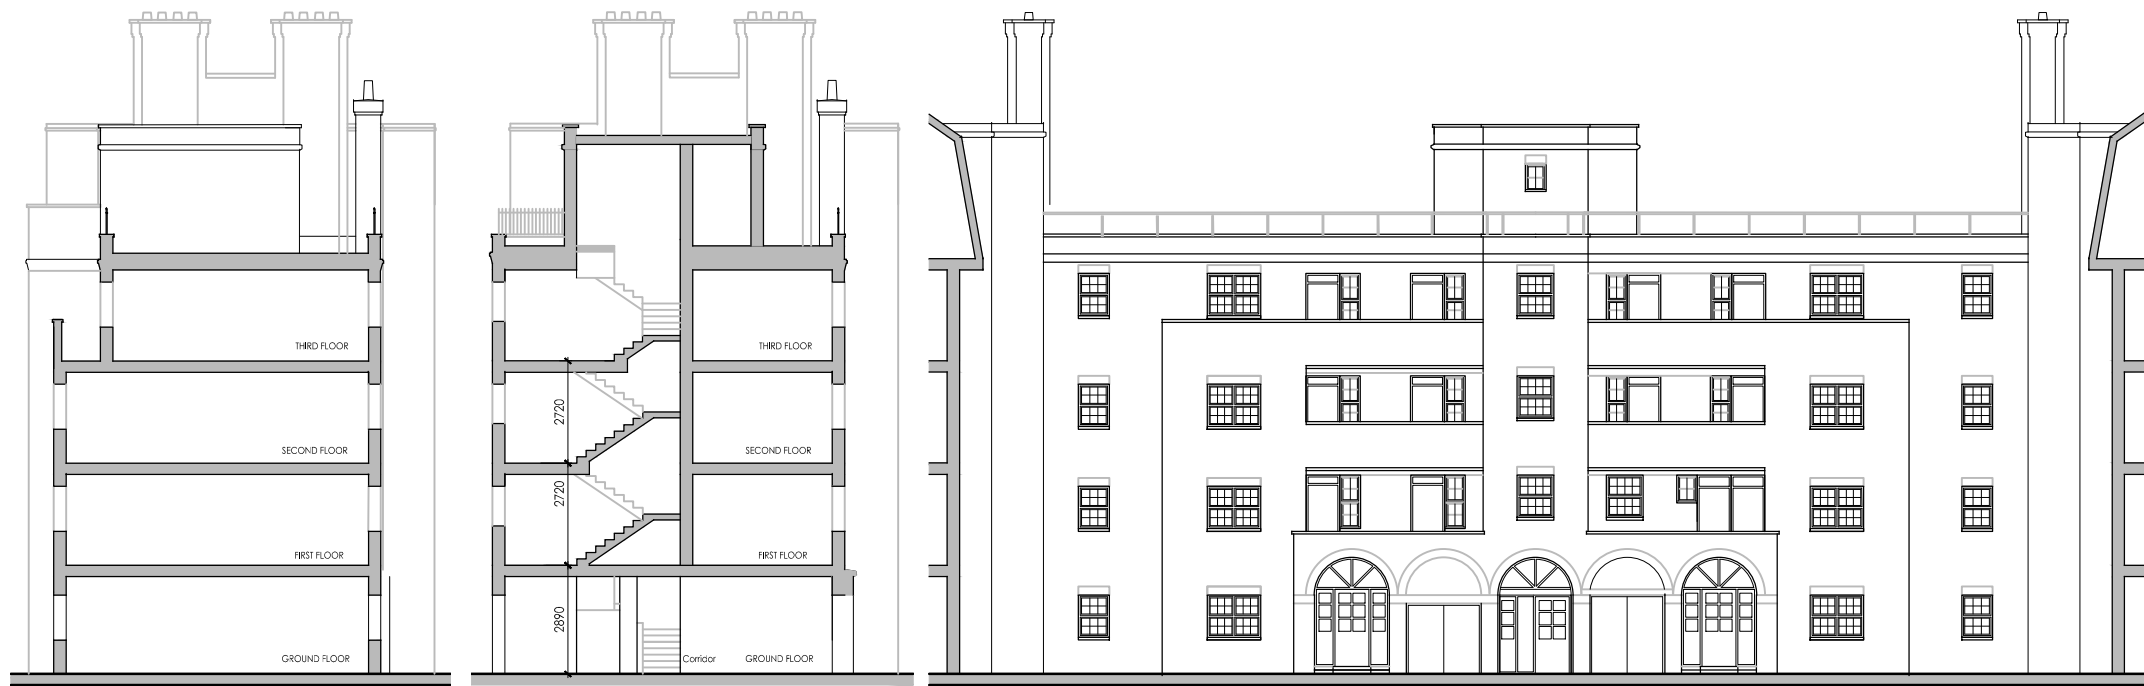 THIRD FLOOR
SECOND FLOOR
FIRST FLOOR
GROUND FLOOR
THIRD FLOOR
2720
SECOND FLOOR
2720
FIRST FLOOR
2890
Corridor GROUND FLOOR